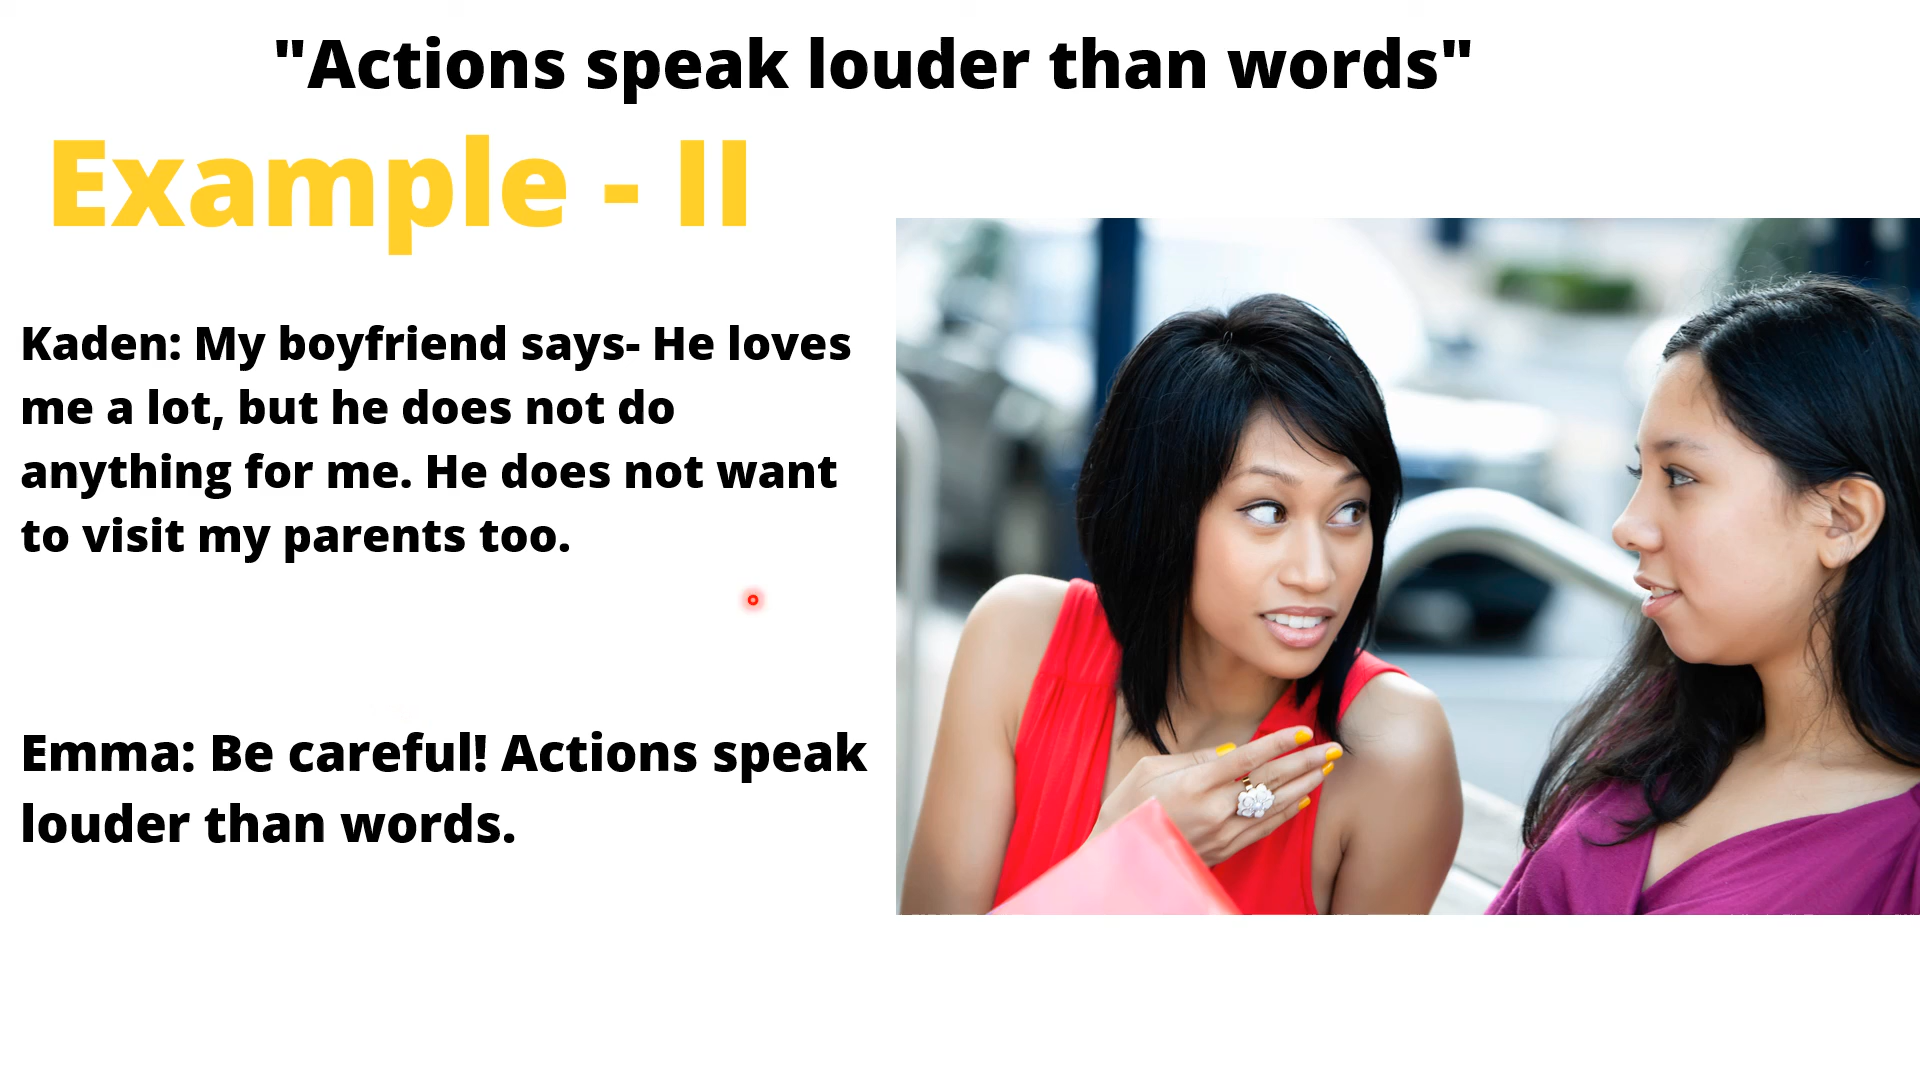 "Actions speak louder than words"
Example - II
Kaden: My boyfriend says- He loves
me a lot, but he does not do
anything for me. He does not want
to visit my parents too.
Emma: Be careful! Actions speak
louder than words.